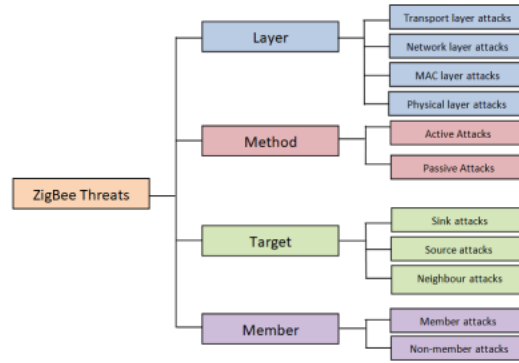 Transport layer attacks
Layer
Network layer attacks
MAC layer attacks
Physical layer attacks
Method
Active Attacks
Passive Attacks
ZigBee Threats
Target
Sink attacks
Source attacks
Neighbour attacks
Member
Member attacks
Non-member attacks